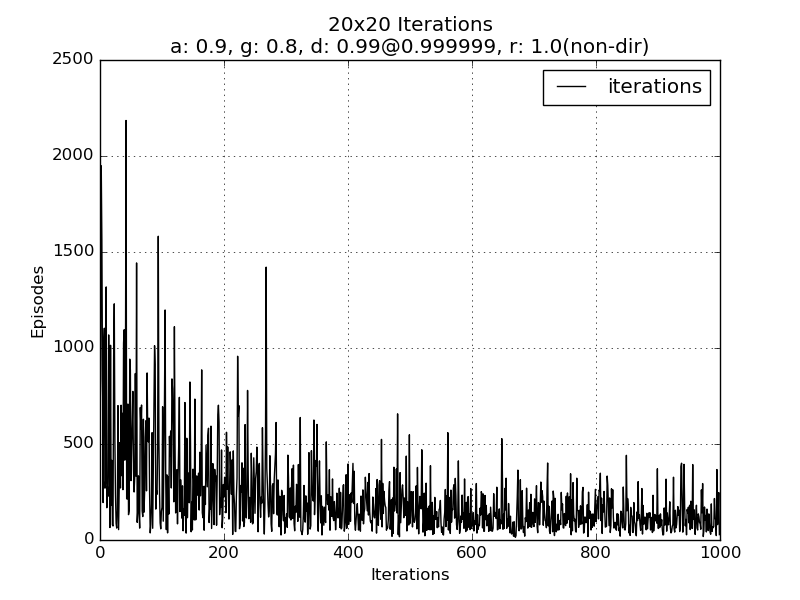 20x20 Iterations
a: 0.9, g: 0.8, d: 0.99@0.999999, r: 1.0(non-dir)
2500
iterations
2000
1500
Episodes
1000
500
0
0 200 400 600 800 1000
Iterations